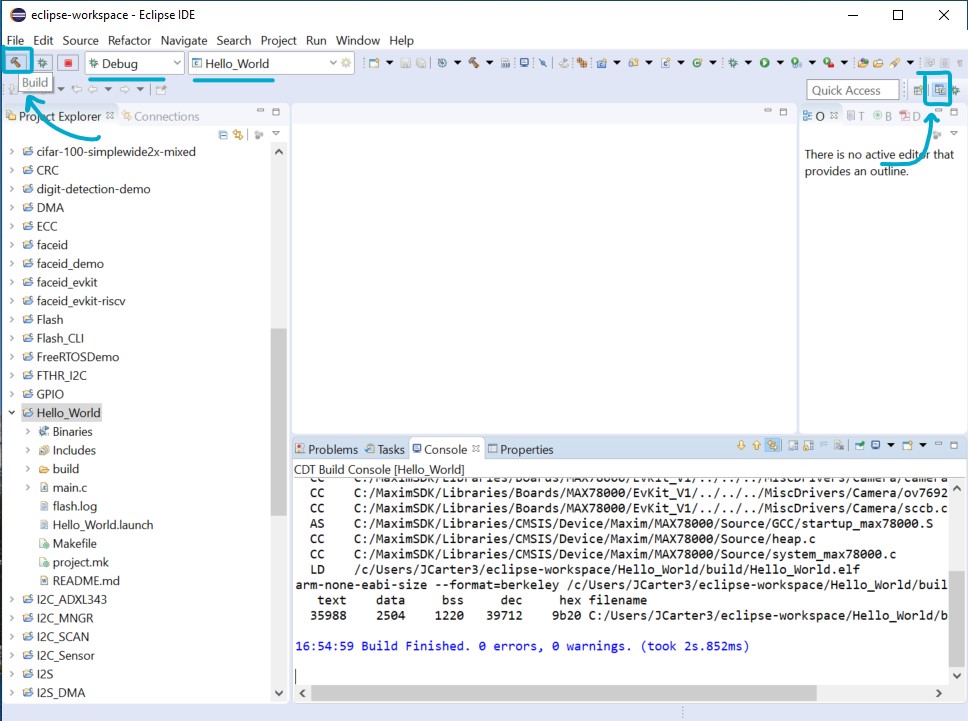 eclipse-workspace - Eclipse IDE
File Edit Source Refactor Navigate Search Project Run Window Help
Debug Hello_World
Build
Quick Access
Project Explorer Connections
O T B D
There is no active editor that
provides an outline.
cifar-100-simplewide2x-mixed
CRC
digit-detection-demo
DMA
ECC
faceid
faceid_demo
faceid_evkit
faceid_evkit-riscv
Flash
Flash_CLI
FreeRTOSDemo
FTHR_I2C
GPIO
Hello_World
Binaries
Includes
build
main.c
flash.log
Hello_World.launch
Makefile
project.mk
README.md
I2C_ADXL343
I2C_MNGR
I2C_SCAN
I2C_Sensor
I2S
I2S_DMA
Problems Tasks Console Properties
CDT Build Console [Hello_World]
CC C:/MaximSDK/Libraries/Boards/MAX78000/EvKit_V1/../../../MiscDrivers/Camera/camera
CC C:/MaximSDK/Libraries/Boards/MAX78000/EvKit_V1/../../../MiscDrivers/Camera/ov7692
CC C:/MaximSDK/Libraries/Boards/MAX78000/EvKit_V1/../../../MiscDrivers/Camera/sccb.c
AS C:/MaximSDK/Libraries/CMSIS/Device/Maxim/MAX78000/Source/GCC/startup_max78000.S
CC C:/MaximSDK/Libraries/CMSIS/Device/Maxim/MAX78000/Source/heap.c
CC C:/MaximSDK/Libraries/CMSIS/Device/Maxim/MAX78000/Source/system_max78000.c
LD /c/Users/JCarter3/eclipse-workspace/Hello_World/build/Hello_World.elf
arm-none-eabi-size --format=berkeley /c/Users/JCarter3/eclipse-workspace/Hello_World/buil
text data bss dec hex filename
35988 2504 1220 39712 9b20 C:/Users/JCarter3/eclipse-workspace/Hello_World/b
16:54:59 Build Finished. 0 errors, 0 warnings. (took 2s.852ms)